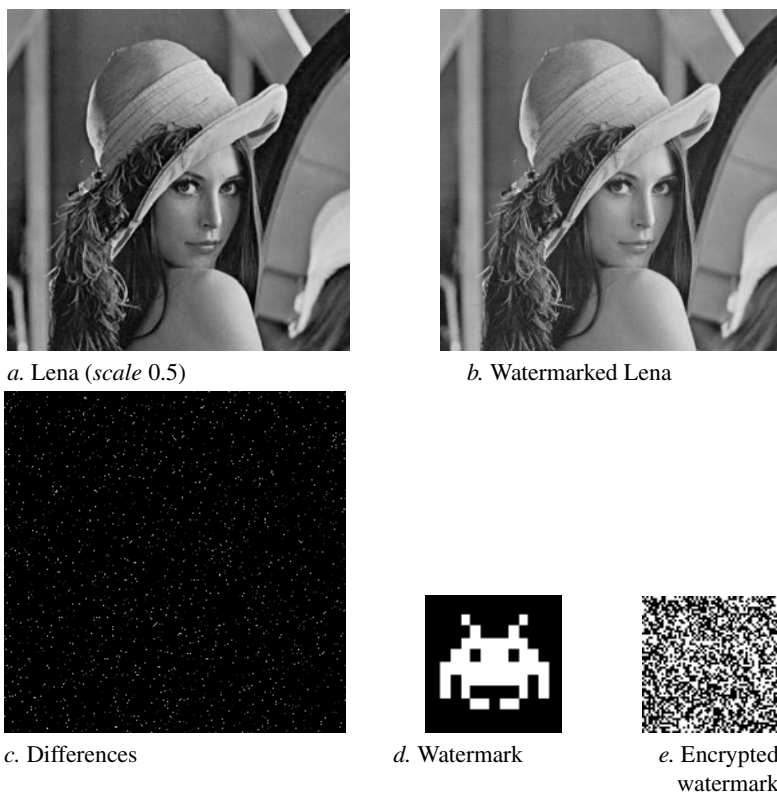 a. Lena (scale 0.5)
b. Watermarked Lena
c. Differences
d. Watermark
e. Encrypted
watermark